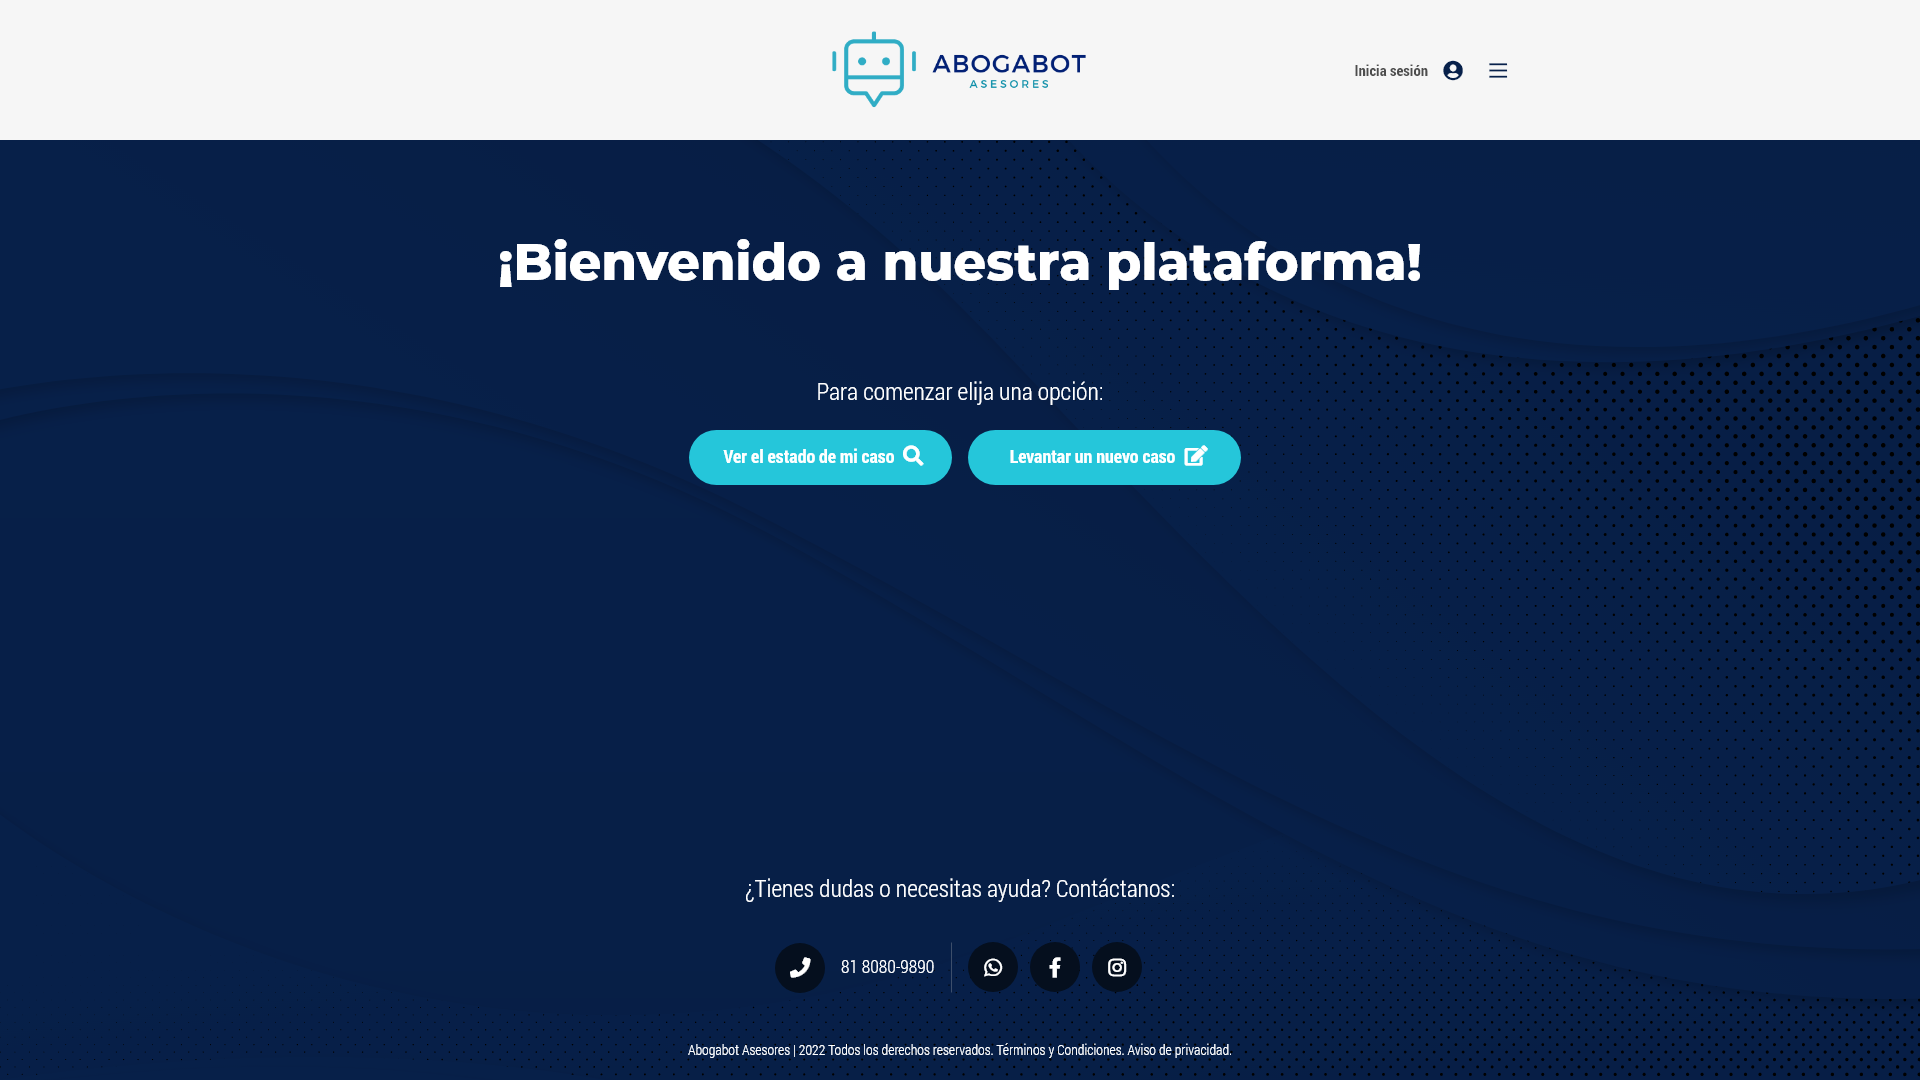 ABOGABOT
ASESORES
Inicia sesión
¡Bienvenido a nuestra plataforma!
Para comenzar elija una opción:
Ver el estado de mi caso
Levantar un nuevo caso
¿Tienes dudas o necesitas ayuda? Contáctanos:
81 8080-9890
Abogabot Asesores | 2022 Todos los derechos reservados. Términos y Condiciones. Aviso de privacidad.